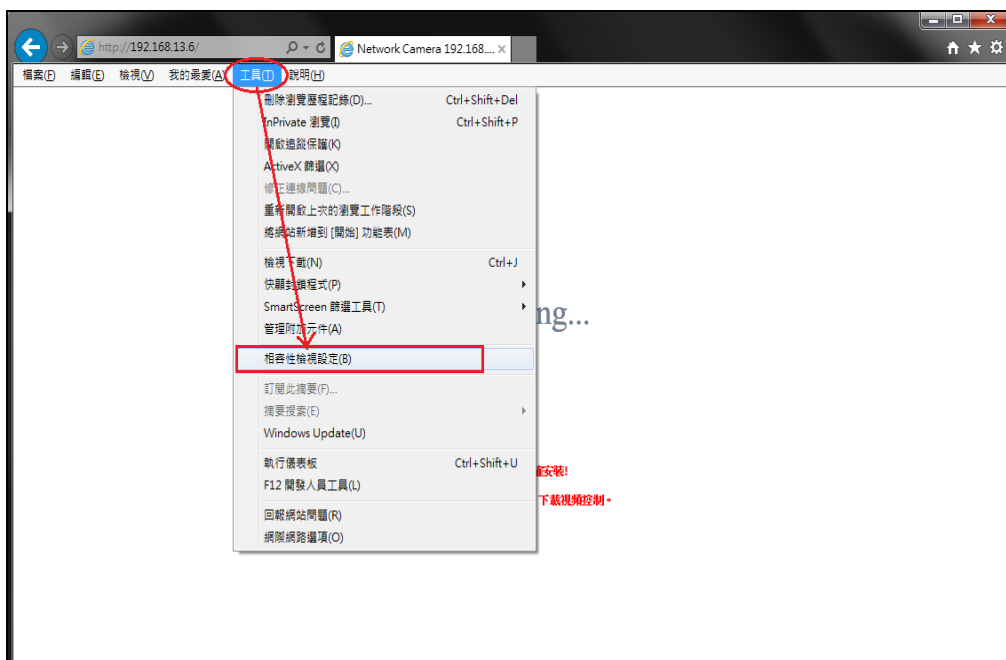 http://192.168.13.6/
Network Camera 192.168....
檔案(F) 編輯(E) 檢視(V) 我的最愛(A) 工具(T) 說明(H)
刪除瀏覽歷程記錄(D)... Ctrl+Shift+Del
InPrivate 瀏覽(I) Ctrl+Shift+P
開啟追蹤保護(K)
ActiveX 篩選(X)
修正連線問題(C)...
重新開啟上次的瀏覽工作階段(S)
將網站新增到 [開始] 功能表(M)
檢視下載(N) Ctrl+J
快顯封鎖程式(P)
SmartScreen 篩選工具(T)
ng...
管理附加元件(A)
相容性檢視設定(B)
訂閱此摘要(F)...
摘要搜索(E)
Windows Update(U)
執行儀表板 Ctrl+Shift+U
安裝!
F12 開發人員工具(L)
下載視頻控制。
回報網站問題(R)
網際網路選項(O)